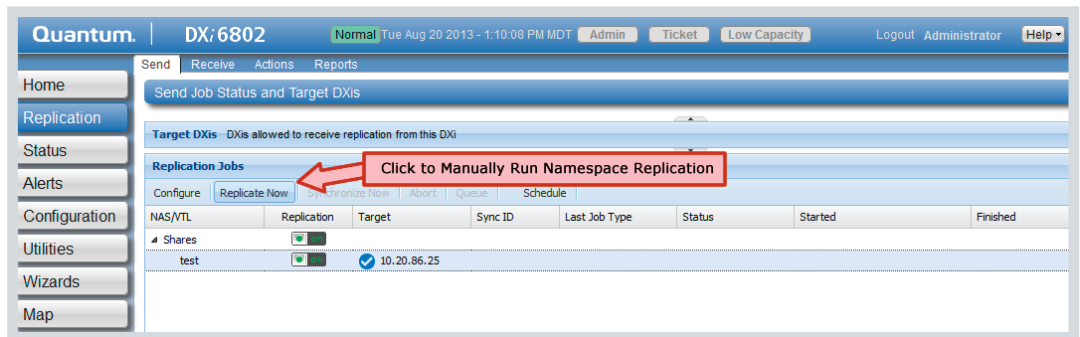 Quantum. DXi6802 Normal Tue Aug 20 2013 - 1:10:08 PM MDT Admin Ticket Low Capacity Logout Administrator Help
Send Receive Actions Reports
Home
Replication
Status
Alerts
Configuration
Utilities
Wizards
Map
Send Job Status and Target DXis
Target DXis DXis allowed to receive replication from this DXi
Replication Jobs
Click to Manually Run Namespace Replication
Configure Replicate Now Synchronize Now Abort Queue Schedule
NAS/VTL Replication Target Sync ID Last Job Type Status Started Finished
Shares on
test on 10.20.86.25